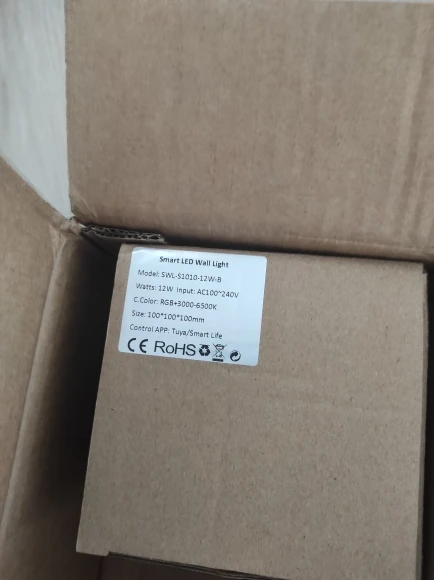 Smart LED Wall Light
Model: SWL-S1010-12W-B
Watts: 12W Input: AC100~240V
C.Color: RGB+3000-6500K
Size: 100*100*100mm
Control APP: Tuya/Smart Life
CE RoHS